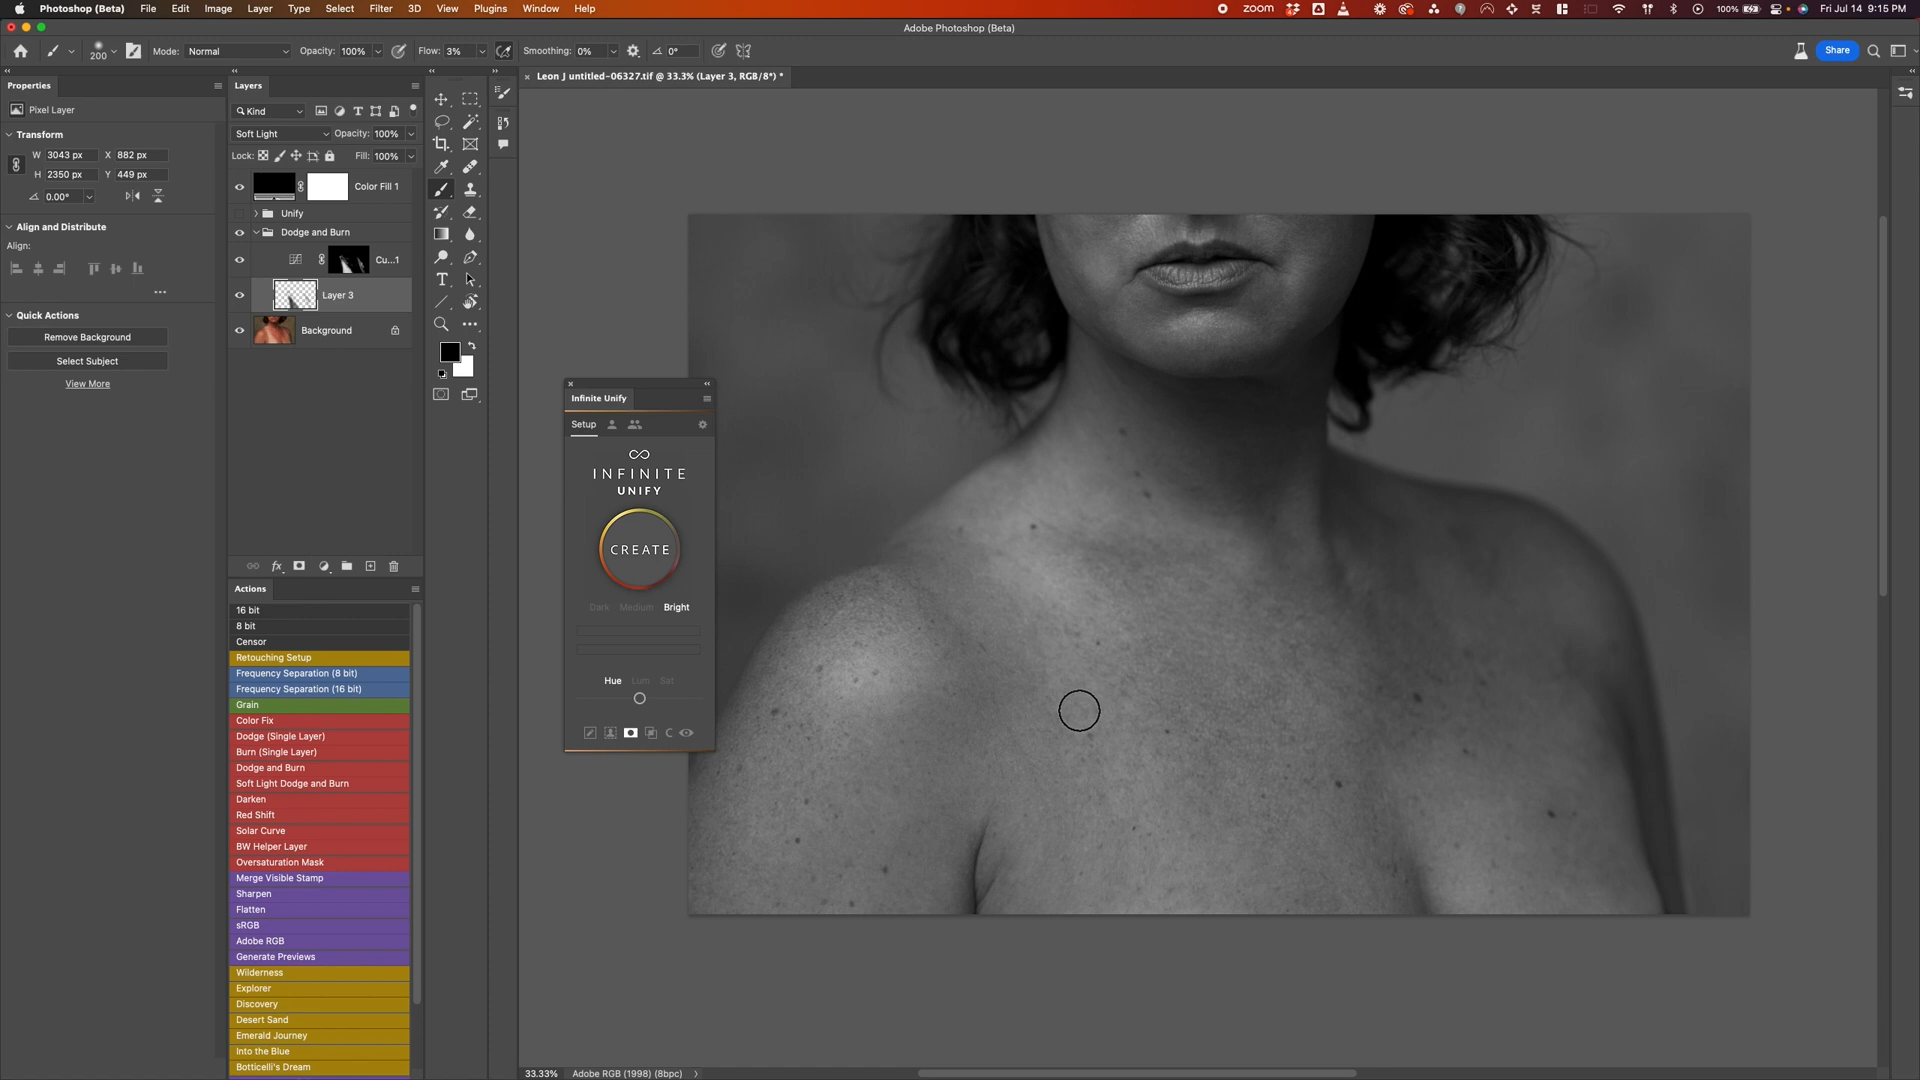 Photoshop (Beta) File Edit Image Layer Type Select Filter 3D View Plugins Window Help zoom 100% Fri Jul 14 9:15 PM
Adobe Photoshop (Beta)
200 Mode: Normal Opacity: 100% Flow: 3% Smoothing: 0% 0° Share
Leon J untitled-06327.tif @ 33.3% (Layer 3, RGB/8*) *
Properties
Pixel Layer
Transform
W 3043 px X 882 px
H 2350 px Y 449 px
0.00°
Align and Distribute
Align:
Quick Actions
Remove Background
Select Subject
View More
Layers
Kind
Soft Light Opacity: 100%
Lock: Fill: 100%
Color Fill 1
Unify
Dodge and Burn
Cu...1
Layer 3
Background
fx
Actions
16 bit
8 bit
Censor
Retouching Setup
Frequency Separation (8 bit)
Frequency Separation (16 bit)
Grain
Color Fix
Dodge (Single Layer)
Burn (Single Layer)
Dodge and Burn
Soft Light Dodge and Burn
Darken
Red Shift
Solar Curve
BW Helper Layer
Oversaturation Mask
Merge Visible Stamp
Sharpen
Flatten
sRGB
Adobe RGB
Generate Previews
Wilderness
Explorer
Discovery
Desert Sand
Emerald Journey
Into the Blue
Botticelli's Dream
Infinite Unify
Setup
INFINITE
UNIFY
CREATE
Dark Medium Bright
Hue Lum Sat
33.33% Adobe RGB (1998) (8bpc)